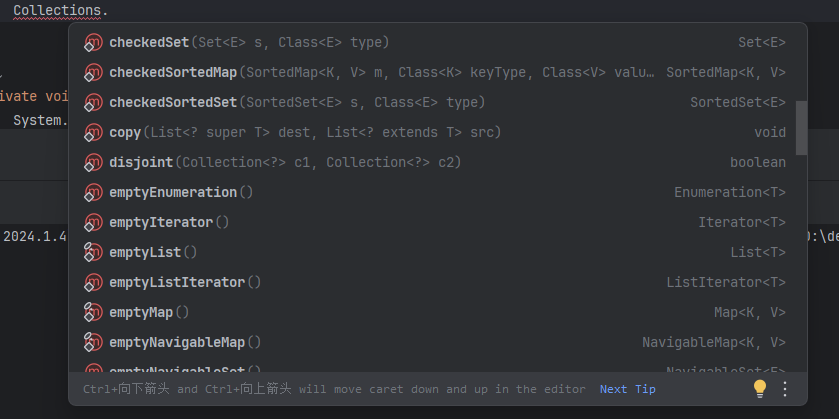 Collections.
checkedSet(Set<E> s, Class<E> type) Set<E>
checkedSortedMap(SortedMap<K, V> m, Class<K> keyType, Class<V> valu… SortedMap<K, V>
ivate voi
checkedSortedSet(SortedSet<E> s, Class<E> type) SortedSet<E>
System.
copy(List<? super T> dest, List<? extends T> src) void
disjoint(Collection<?> c1, Collection<?> c2) boolean
emptyEnumeration() Enumeration<T>
emptyIterator() Iterator<T>
2024.1.4
:\de
emptyList() List<T>
emptyListIterator() ListIterator<T>
emptyMap() Map<K, V>
emptyNavigableMap() NavigableMap<K, V>
emptyNavigableSet() NavigableSet<E>
Ctrl+向下箭头 and Ctrl+向上箭头 will move caret down and up in the editor Next Tip